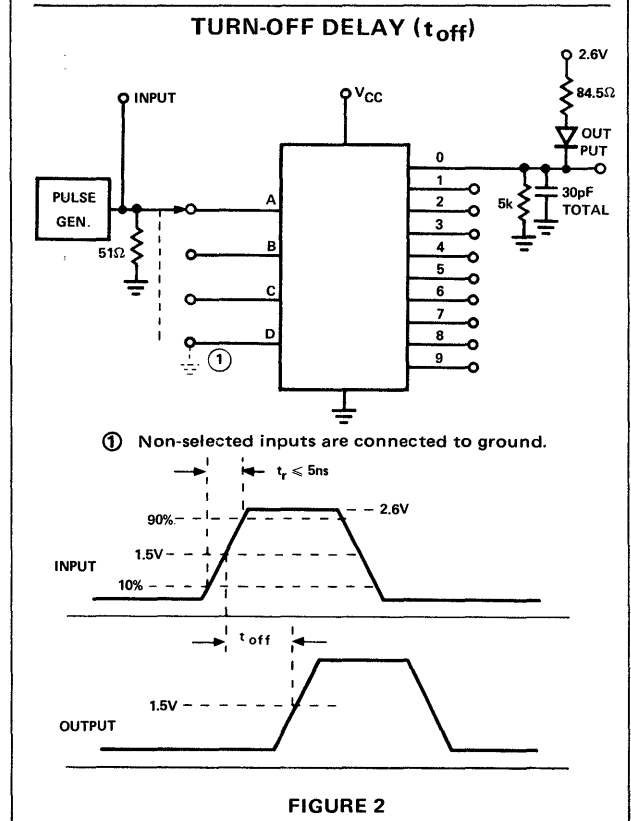 TURN-OFF DELAY (toff)
2.6V
INPUT
VCC
84.5Ω
OUT
PUT
0
PULSE
GEN.
A
1
5k
30pF
TOTAL
2
51Ω
3
B
4
5
C
6
7
D
8
1
9
① Non-selected inputs are connected to ground.
tr ≤ 5ns
90%
2.6V
1.5V
INPUT
10%
t off
1.5V
OUTPUT
FIGURE 2